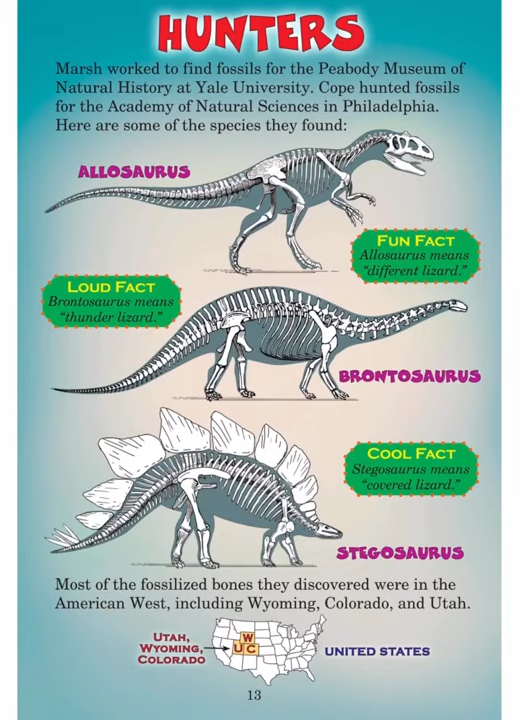 HUNTERS
Marsh worked to find fossils for the Peabody Museum of
Natural History at Yale University. Cope hunted fossils
for the Academy of Natural Sciences in Philadelphia.
Here are some of the species they found:
ALLOSAURUS
FUN FACT
Allosaurus means
"different lizard."
LOUD FACT
Brontosaurus means
"thunder lizard."
BRONTOSAURUS
COOL FACT
Stegosaurus means
"covered lizard."
STEGOSAURUS
Most of the fossilized bones they discovered were in the
American West, including Wyoming, Colorado, and Utah.
UTAH,
WYOMING,
COLORADO
W
U C
UNITED STATES
13